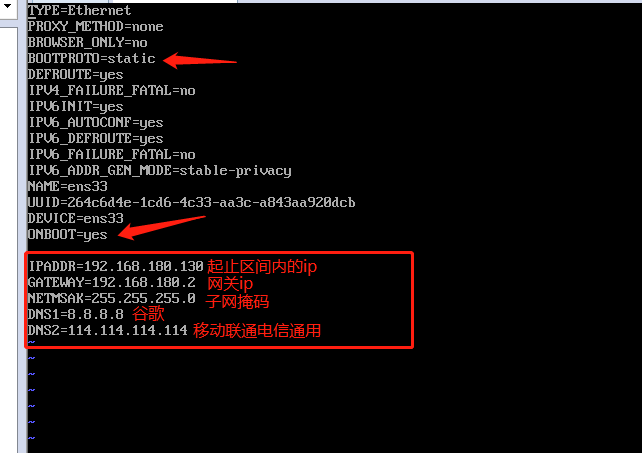 TYPE=Ethernet
PROXY_METHOD=none
BROWSER_ONLY=no
BOOTPROTO=static
DEFROUTE=yes
IPV4_FAILURE_FATAL=no
IPV6INIT=yes
IPV6_AUTOCONF=yes
IPV6_DEFROUTE=yes
IPV6_FAILURE_FATAL=no
IPV6_ADDR_GEN_MODE=stable-privacy
NAME=ens33
UUID=264c6d4e-1cd6-4c33-aa3c-a843aa920dcb
DEVICE=ens33
ONBOOT=yes
IPADDR=192.168.180.130 起止区间内的ip
GATEWAY=192.168.180.2 网关ip
NETMSAK=255.255.255.0 子网掩码
DNS1=8.8.8.8 谷歌
DNS2=114.114.114.114 移动联通电信通用
~
~
~
~
~
~
~